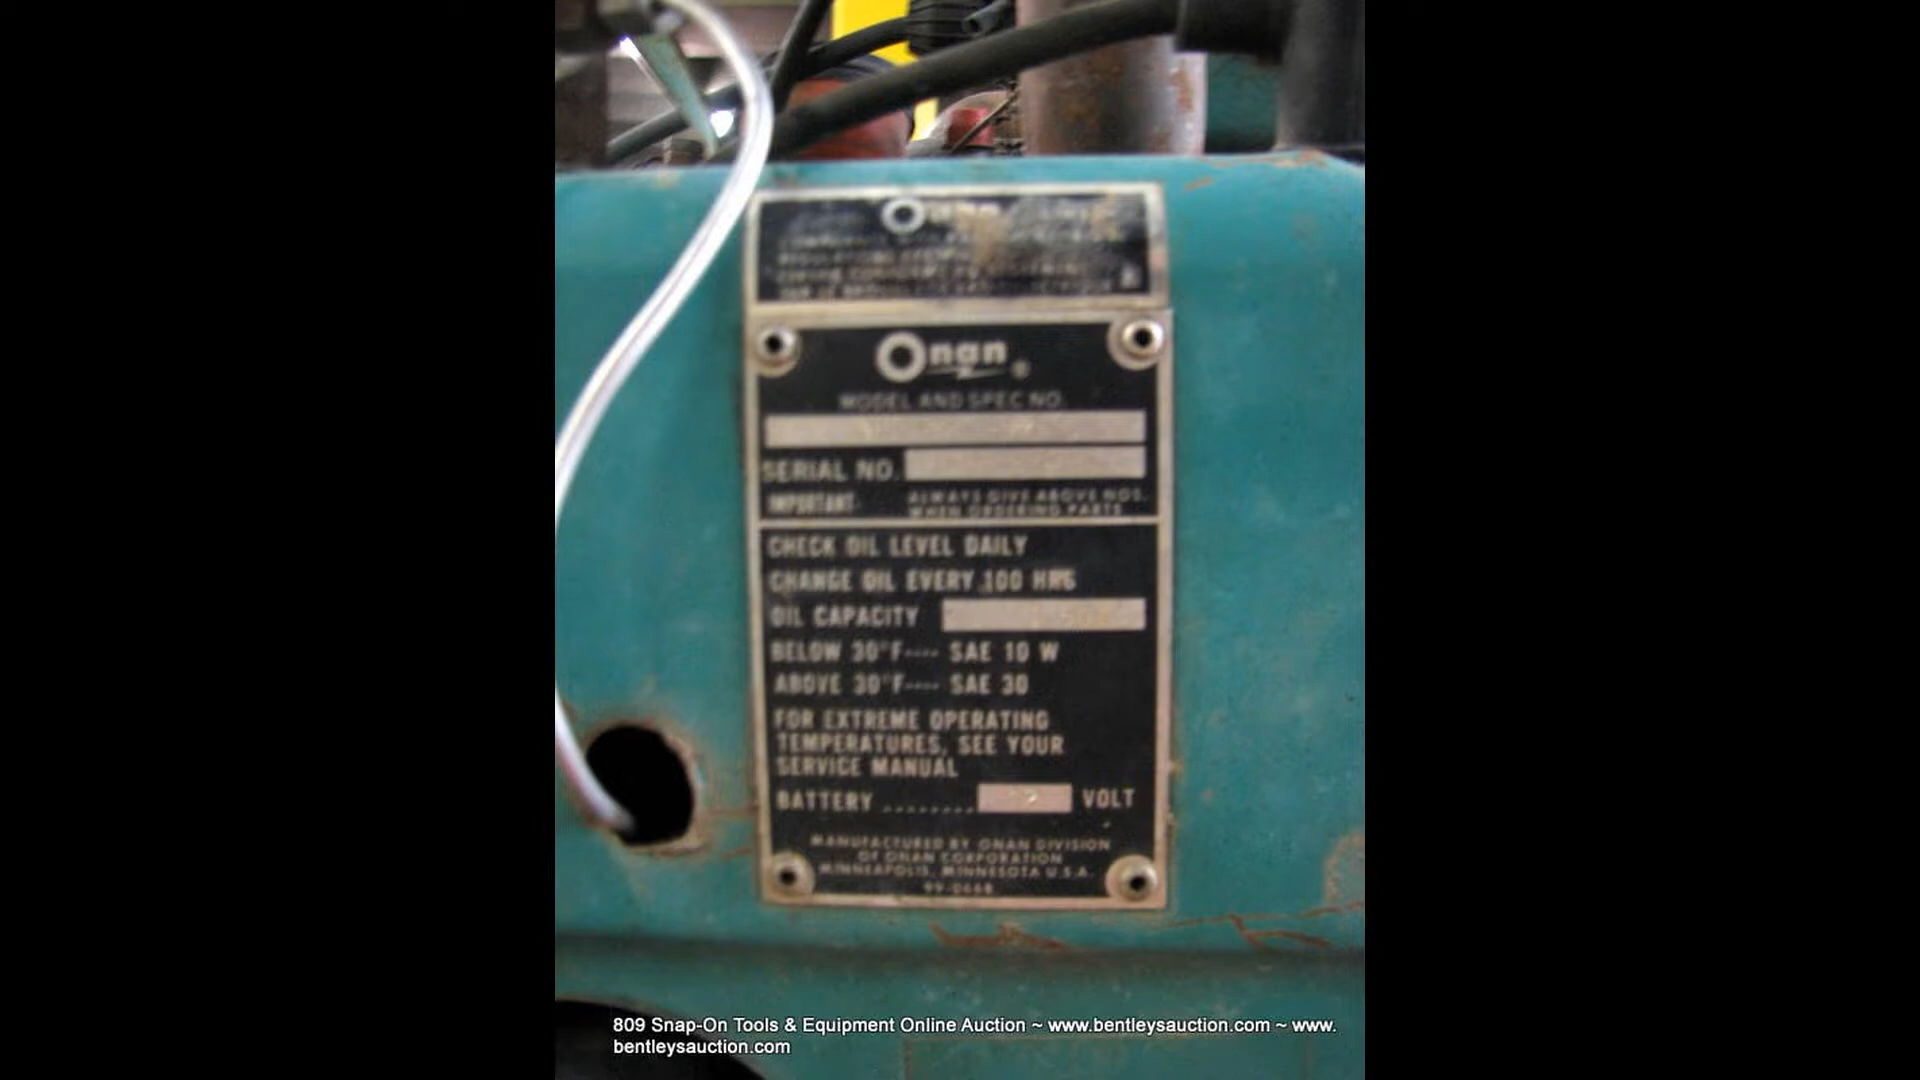 Onan
Onan ®
MODEL AND SPEC NO.
SERIAL NO.
IMPORTANT- ALWAYS GIVE ABOVE NOS.
WHEN ORDERING PARTS
CHECK OIL LEVEL DAILY
CHANGE OIL EVERY 100 HRS
OIL CAPACITY
BELOW 30°F---- SAE 10 W
ABOVE 30°F---- SAE 30
FOR EXTREME OPERATING
TEMPERATURES, SEE YOUR
SERVICE MANUAL
BATTERY ......... 12 VOLT
MANUFACTURED BY ONAN DIVISION
OF ONAN CORPORATION
MINNEAPOLIS, MINNESOTA U.S.A.
809 Snap-On Tools & Equipment Online Auction ~ www.bentleysauction.com ~ www.
bentleysauction.com